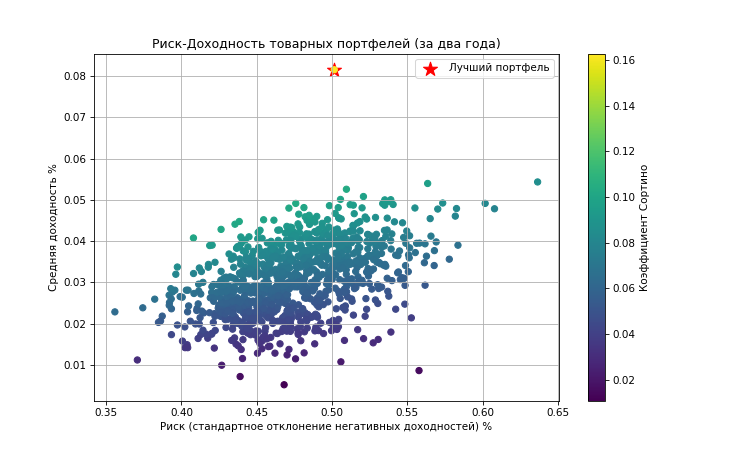 Риск-Доходность товарных портфелей (за два года)
Лучший портфель
Средняя доходность %
0.08
0.07
0.06
0.05
0.04
0.03
0.02
0.01
0.35 0.40 0.45 0.50 0.55 0.60 0.65
Риск (стандартное отклонение негативных доходностей) %
0.16
0.14
0.12
0.10
0.08
0.06
0.04
0.02
Коэффициент Сортино